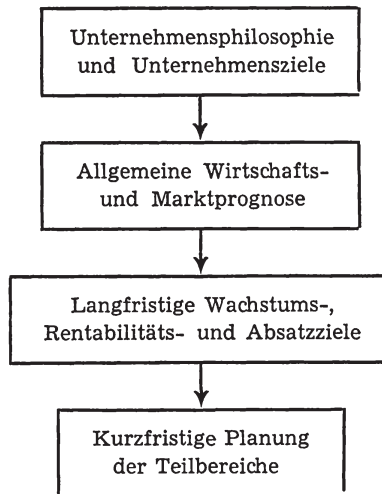 Unternehmensphilosophie
und Unternehmensziele
Allgemeine Wirtschafts-
und Marktprognose
Langfristige Wachstums-,
Rentabilitäts- und Absatzziele
Kurzfristige Planung
der Teilbereiche